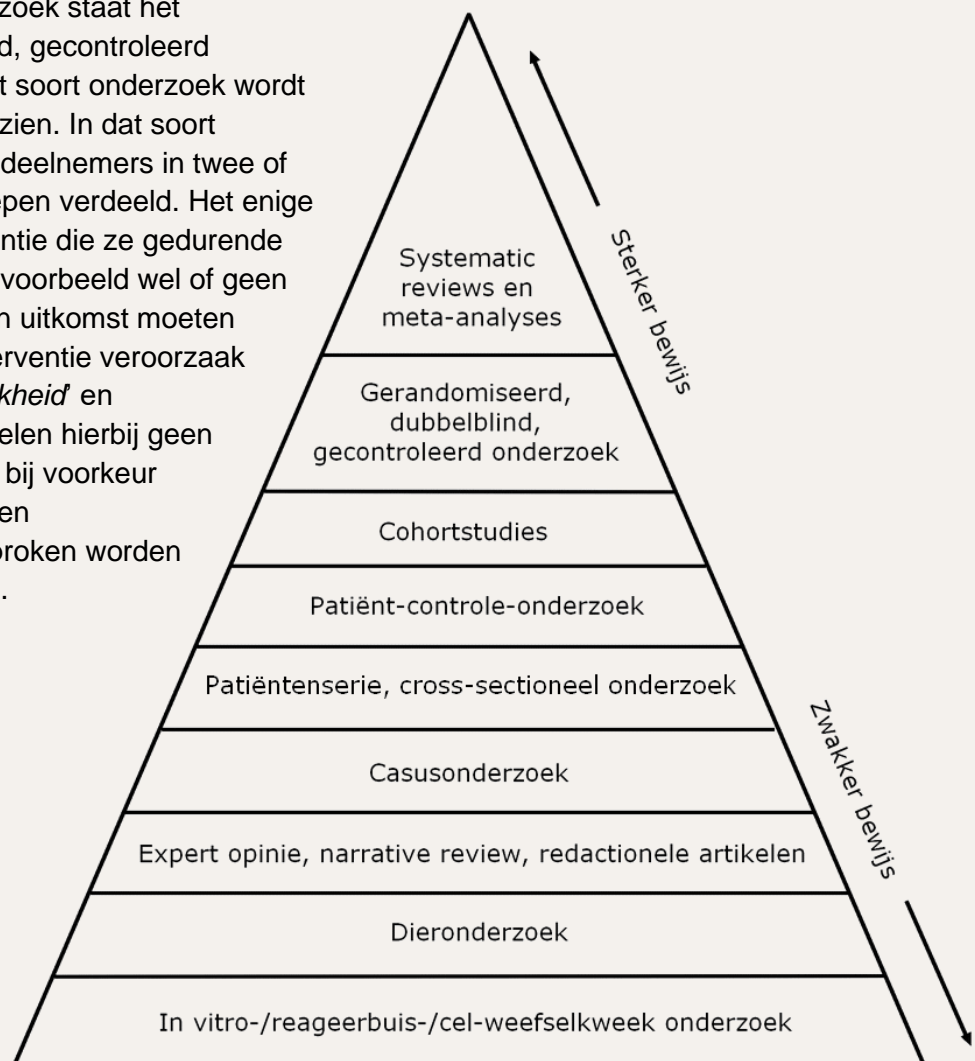 zoek staat het
d, gecontroleerd
t soort onderzoek wordt
zien. In dat soort
deelnemers in twee of
epen verdeeld. Het enige
ntie die ze gedurende
voorbeeld wel of geen
n uitkomst moeten
erventie veroorzaak
kheid' en
elen hierbij geen
bij voorkeur
en
oroken worden
.
Systematic
reviews en
meta-analyses
Gerandomiseerd,
dubbelblind,
gecontroleerd onderzoek
Cohortstudies
Patiënt-controle-onderzoek
Patiëntenserie, cross-sectioneel onderzoek
Casusonderzoek
Expert opinie, narrative review, redactionele artikelen
Dieronderzoek
In vitro-/reageerbuis-/cel-weefselkweek onderzoek
Sterker bewijs
Zwakker bewijs